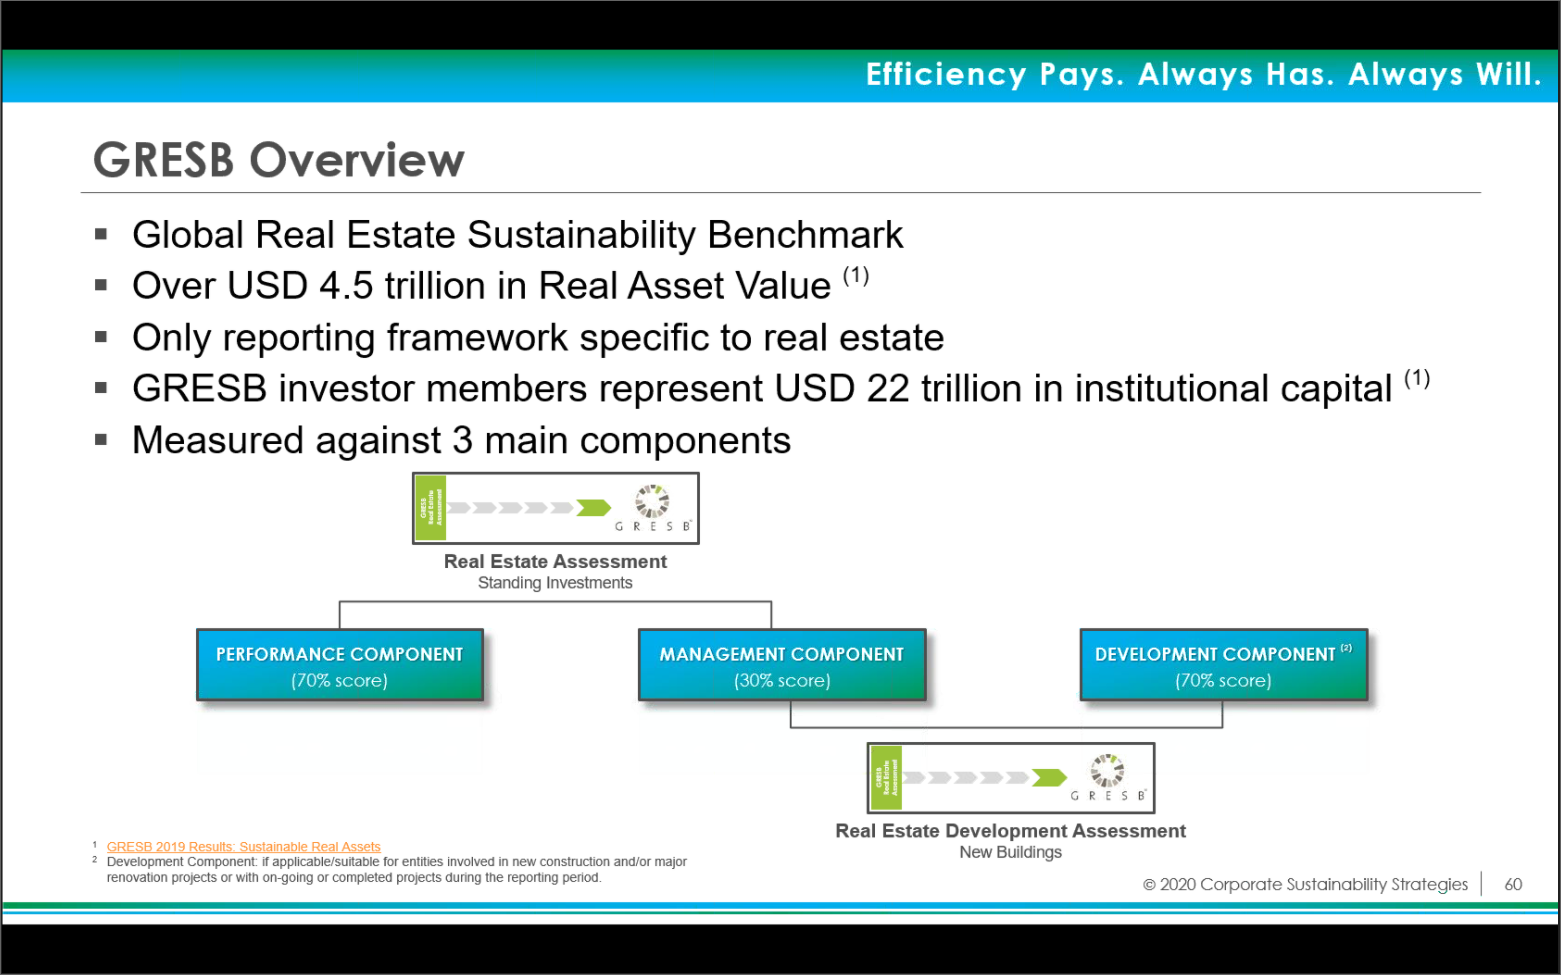 Efficiency Pays. Always Has. Always Will.
GRESB Overview
▪ Global Real Estate Sustainability Benchmark
▪ Over USD 4.5 trillion in Real Asset Value (1)
▪ Only reporting framework specific to real estate
▪ GRESB investor members represent USD 22 trillion in institutional capital (1)
▪ Measured against 3 main components
GRESB
Real Estate
Assessment
G R E S B
Real Estate Assessment
Standing Investments
PERFORMANCE COMPONENT
(70% score)
MANAGEMENT COMPONENT
(30% score)
DEVELOPMENT COMPONENT (2)
(70% score)
GRESB
Real Estate
Assessment
G R E S B
Real Estate Development Assessment
New Buildings
1 GRESB 2019 Results: Sustainable Real Assets
2 Development Component: if applicable/suitable for entities involved in new construction and/or major
renovation projects or with on-going or completed projects during the reporting period.
© 2020 Corporate Sustainability Strategies | 60